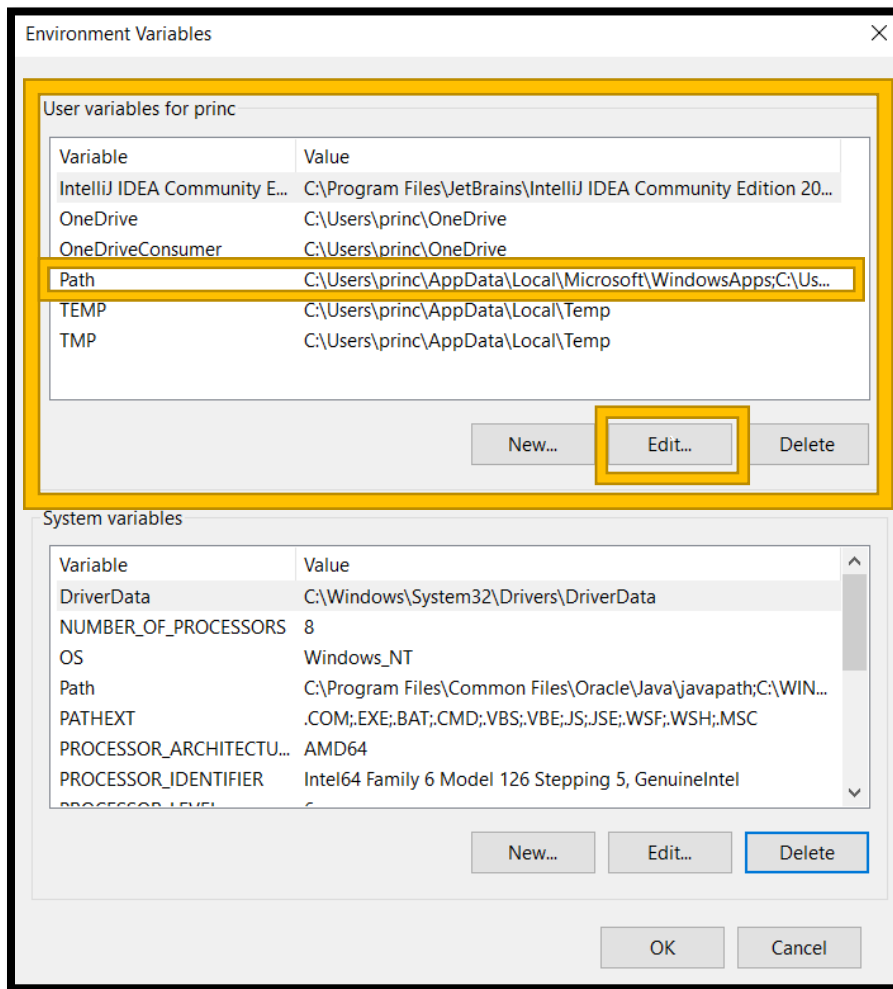 Environment Variables
User variables for princ
Variable Value
IntelliJ IDEA Community E... C:\Program Files\JetBrains\IntelliJ IDEA Community Edition 20...
OneDrive C:\Users\princ\OneDrive
OneDriveConsumer C:\Users\princ\OneDrive
Path C:\Users\princ\AppData\Local\Microsoft\WindowsApps;C:\Us...
TEMP C:\Users\princ\AppData\Local\Temp
TMP C:\Users\princ\AppData\Local\Temp
New... Edit... Delete
System variables
Variable Value
DriverData C:\Windows\System32\Drivers\DriverData
NUMBER_OF_PROCESSORS 8
OS Windows_NT
Path C:\Program Files\Common Files\Oracle\Java\javapath;C:\WIN...
PATHEXT .COM;.EXE;.BAT;.CMD;.VBS;.VBE;.JS;.JSE;.WSF;.WSH;.MSC
PROCESSOR_ARCHITECTU... AMD64
PROCESSOR_IDENTIFIER Intel64 Family 6 Model 126 Stepping 5, GenuineIntel
New... Edit... Delete
OK Cancel